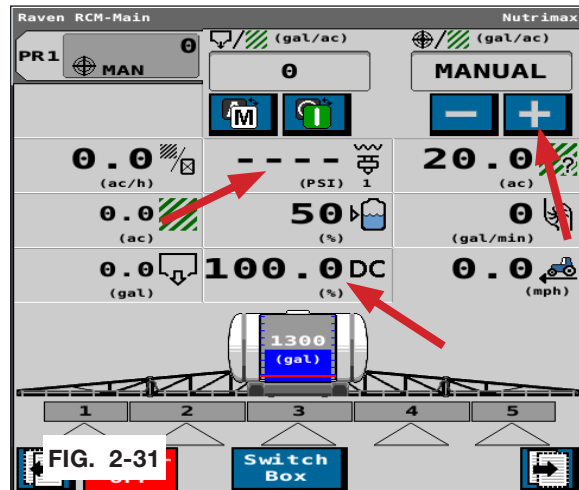 Raven RCM-Main Nutrimax
PR1 0 MAN
(gal/ac) (gal/ac)
0 MANUAL
M I - +
0.0 (ac/h) ---- (PSI) 1 20.0 ? (ac)
0.0 (ac) 50 (%) 0 (gal/min)
0.0 (gal) 100.0 DC (%) 0.0 (mph)
1300
(gal)
1 2 3 4 5
FIG. 2-31
Switch
Box